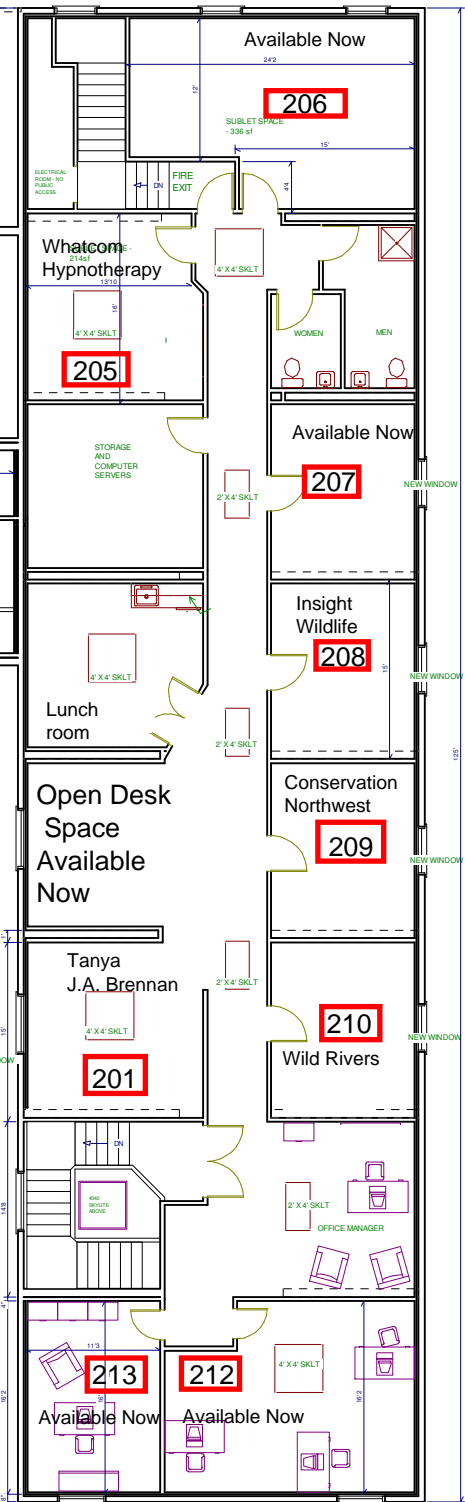 Available Now
24'2
206
12'
SUBLET SPACE
- 336 sf
15'
ELECTRICAL
ROOM - NO
PUBLIC
ACCESS
DN
FIRE
EXIT
4'4
Whatcom
Hypnotherapy
SPACE -
214sf
13'10
16'
4' X 4' SKLT
4' X 4' SKLT
205
WOMEN
MEN
STORAGE
AND
COMPUTER
SERVERS
Available Now
207
2' X 4' SKLT
NEW WINDOW
Insight
Wildlife
208
15'
4' X 4' SKLT
NEW WINDOW
Lunch
room
2' X 4' SKLT
125'
Open Desk
Space
Available
Now
Conservation
Northwest
209
NEW WINDOW
1'
Tanya
J.A. Brennan
2' X 4' SKLT
4' X 4' SKLT
15'
201
210
Wild Rivers
NEW WINDOW
OW
DN
4040
SKYLITE
ABOVE
14'8
2' X 4' SKLT
OFFICE MANAGER
4"
11'3
213
16'
16'2
Available Now
212
4' X 4' SKLT
16'2
Available Now
8"